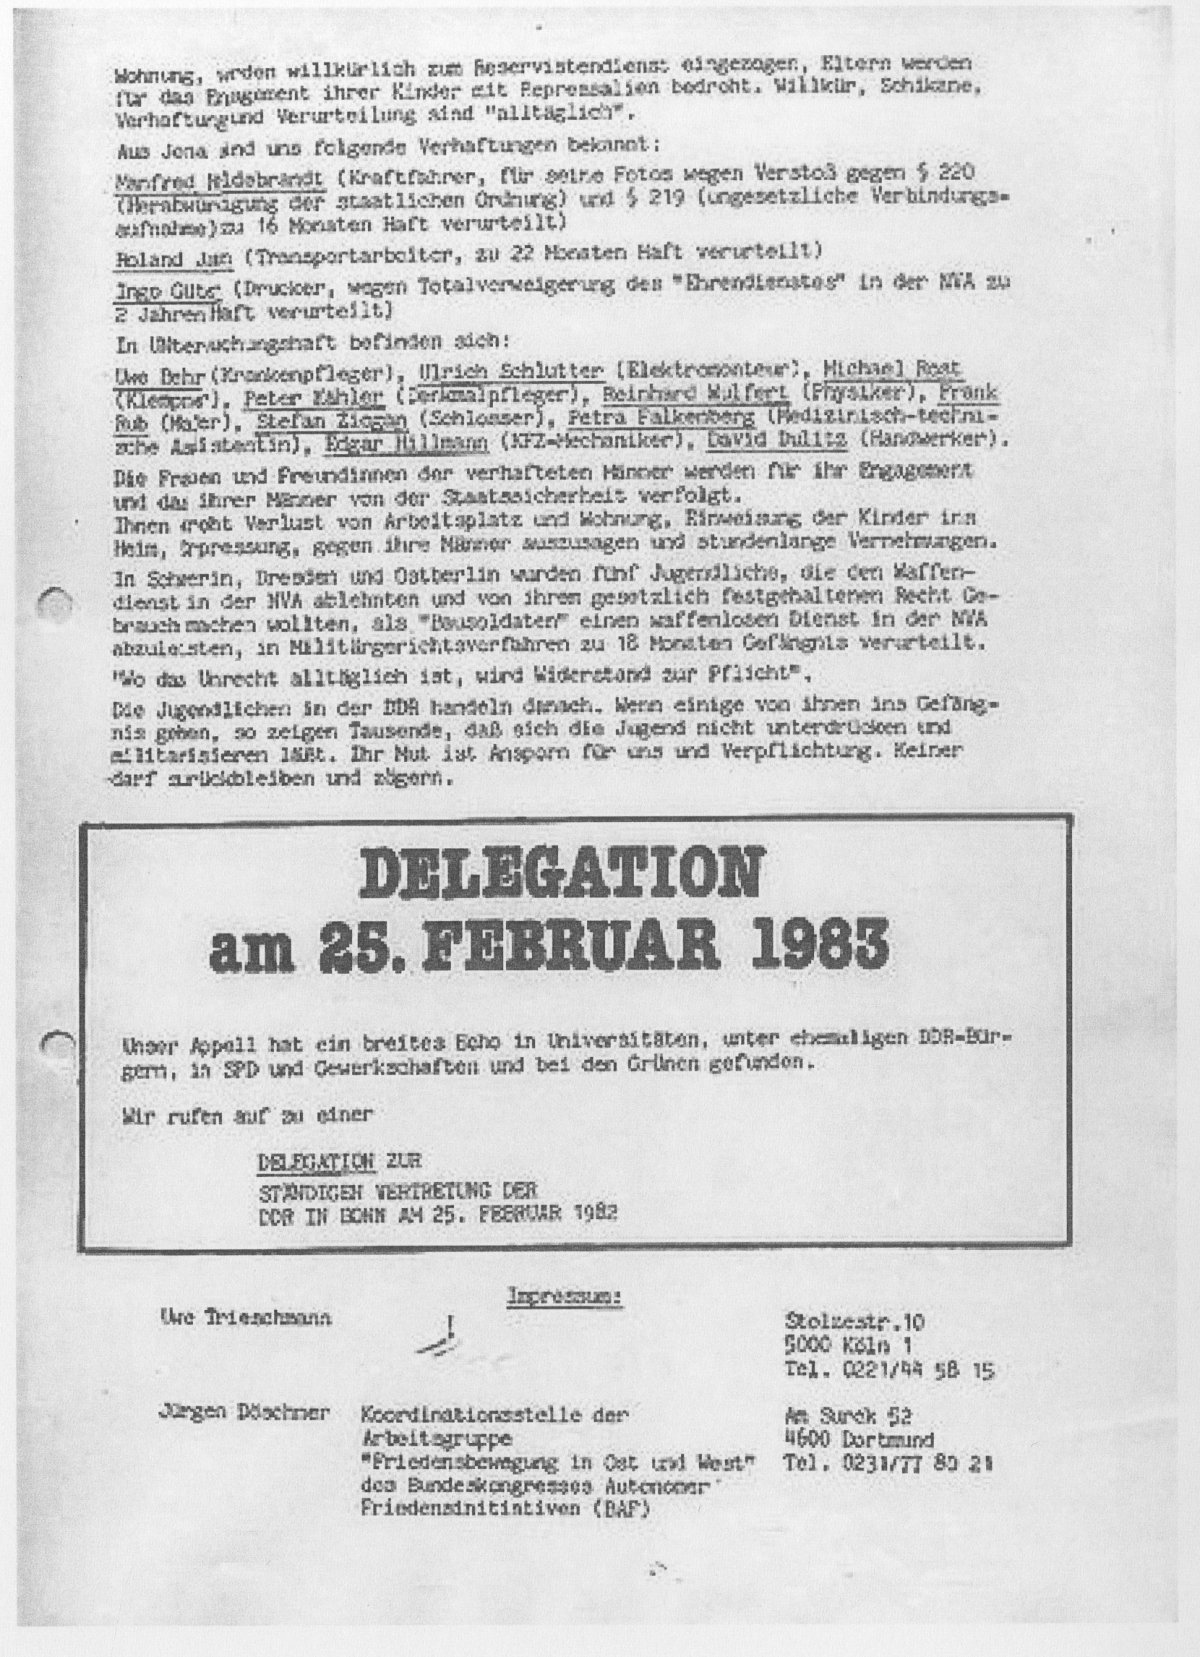 Wohnung, wrden willkürlich zum Reservistendienst eingezogen, Eltern werden
für das Enagement ihrer Kinder mit Repressalien bedroht. Willkür, Schikane,
Verhaftungund Verurteilung sind "alltäglich".
Aus Jena sind uns folgende Verhaftungen bekannt:
Manfred Hildebrandt (Kraftfahrer, für seine Fotos wegen Verstoß gegen § 220
(Herabwürdigung der staatlichen Ordnung) und § 219 (ungesetzliche Verbindungs-
aufnahme)zu 16 Monaten Haft verurteilt)
Roland Jan (Transportarbeiter, zu 22 Monaten Haft verurteilt)
Ingo Güts (Drucker, wegen Totalverweigerung des "Ehrendienstes" in der NVA zu
2 Jahren Haft verurteilt)
In UNteruchungshaft befinden sich:
Uwe Behr (Krankenpfleger), Ulrich Schlutter (Elektromonteur), Michael Rost
(Klempner), Peter Kähler (Denkmalpfleger), Reinhard Wulfert (Physiker), Frank
Rub (Maler), Stefan Ziegan (Schlosser), Petra Falkenberg (Medizinisch-techni-
sche Assistentin), Edgar Hillmann (KFZ-Mechaniker), David Dulitz (Handwerker).
Die Frauen und Freundinnen der verhafteten Männer werden für ihr Engagement
und das ihrer Männer von der Staatssicherheit verfolgt.
Ihnen droht Verlust von Arbeitsplatz und Wohnung, Einweisung der Kinder ins
Heim, Erpressung, gegen ihre Männer auszusagen und stundenlange Vernehmungen.
In Schwerin, Dresden und Ostberlin wurden fünf Jugendliche, die den Waffen-
dienst in der NVA ablehnten und von ihrem gesetzlich festgehaltenen Recht Ge-
brauch machen wollten, als "Bausoldaten" einen waffenlosen Dienst in der NVA
abzuleisten, in Militärgerichtsverfahren zu 18 Monaten Gefängnis verurteilt.
"Wo das Unrecht alltäglich ist, wird Widerstand zur Pflicht".
Die Jugendlichen in der DDR handeln danach. Wenn einige von ihnen ins Gefäng-
nis gehen, so zeigen Tausende, daß sich die Jugend nicht unterdrücken und
militarisieren läßt. Ihr Mut ist Ansporn für uns und Verpflichtung. Keiner
darf zurückbleiben und zögern.
DELEGATION
am 25. FEBRUAR 1983
Unser Appell hat ein breites Echo in Universitäten, unter ehemaligen DDR-Bür-
gern, in SPD und Gewerkschaften und bei den Grünen gefunden.
Wir rufen auf zu einer
DELEGATION ZUR
STÄNDIGEN VERTRETUNG DER
DDR IN BONN AM 25. FEBRUAR 1982
Impressum:
Uwe Trieschmann
Stolzestr.10
5000 Köln 1
Tel. 0221/44 58 15
Jürgen Döschner
Koordinationsstelle der
Arbeitsgruppe
"Friedensbewegung in Ost und West"
des Bundeskongresses Autonomer
Friedensinitintiven (BAF)
Am Surck 52
4600 Dortmund
Tel. 0231/77 80 21